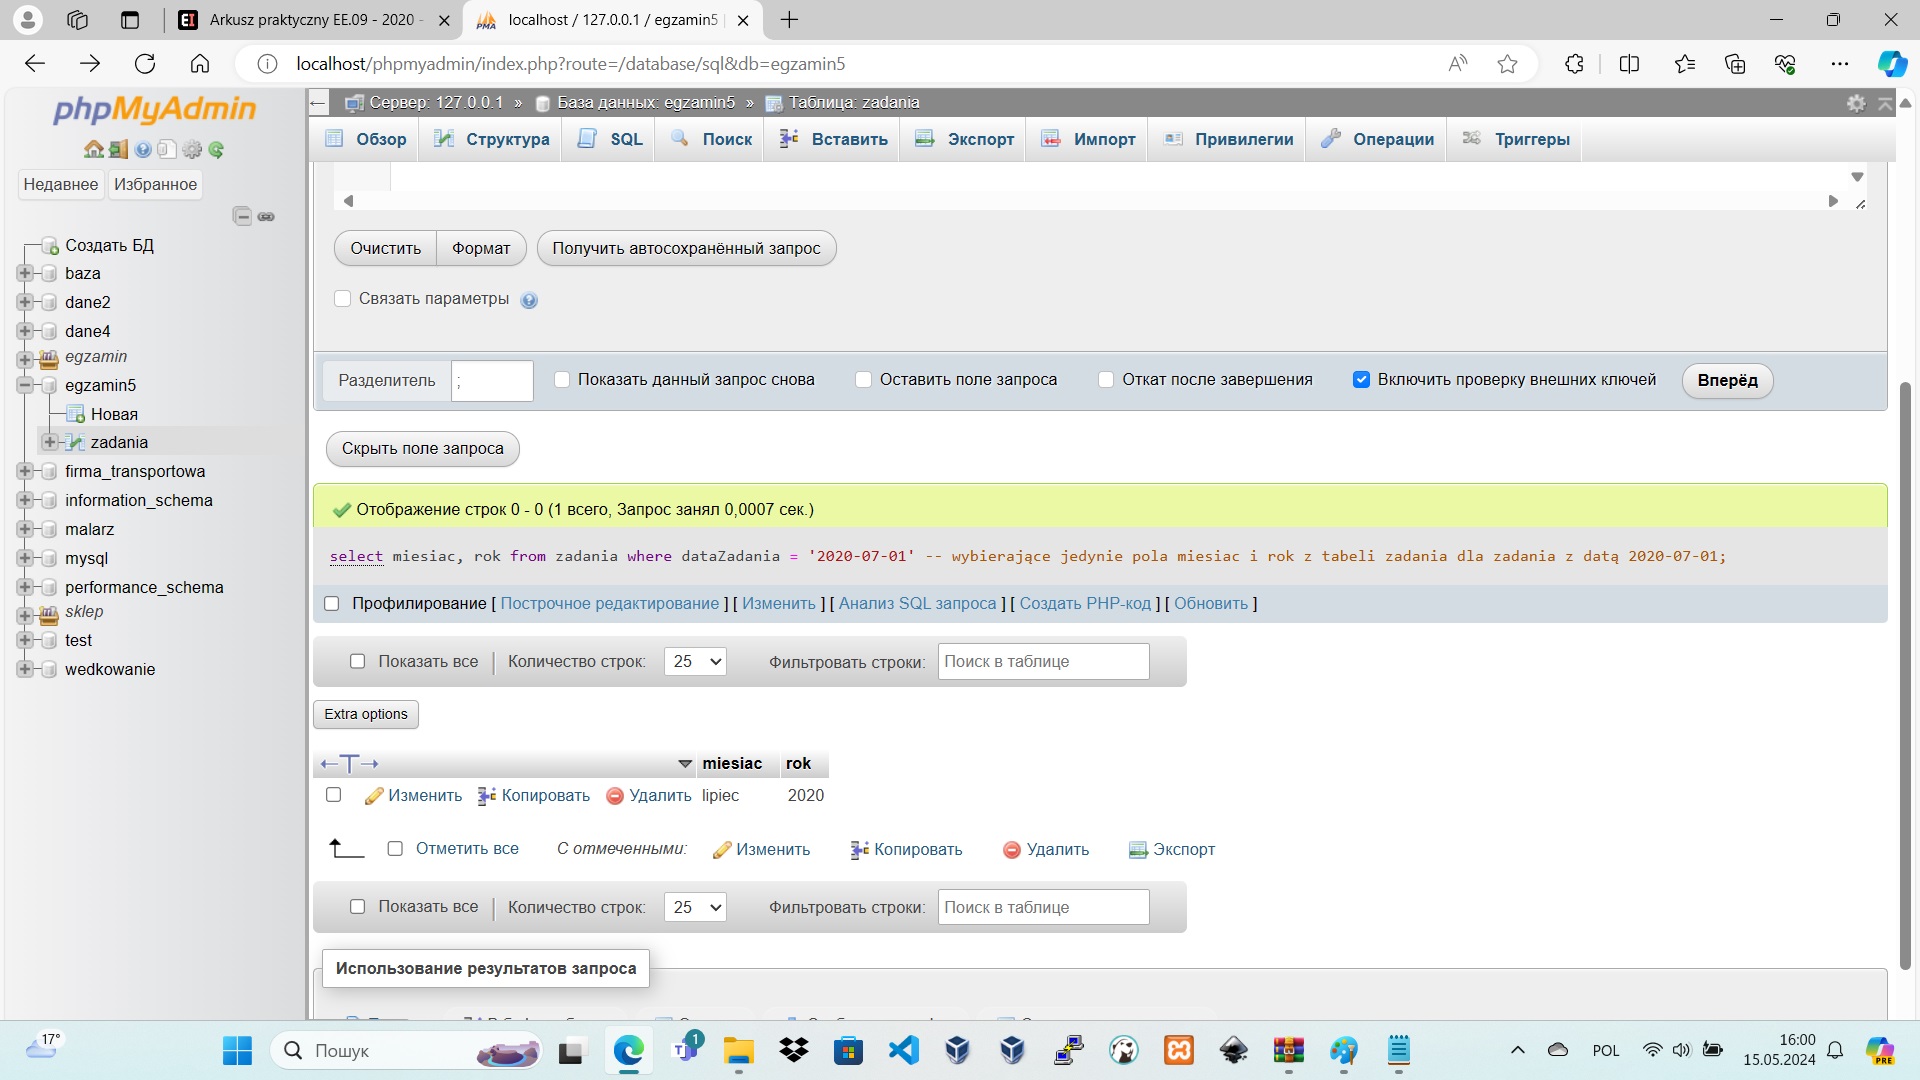 Arkusz praktyczny EE.09 - 2020 -
localhost / 127.0.0.1 / egzamin5
localhost/phpmyadmin/index.php?route=/database/sql&db=egzamin5
phpMyAdmin
Недавнее Избранное
Создать БД
baza
dane2
dane4
egzamin
egzamin5
Новая
zadania
firma_transportowa
information_schema
malarz
mysql
performance_schema
sklep
test
wedkowanie
Сервер: 127.0.0.1 » База данных: egzamin5 » Таблица: zadania
Обзор Структура SQL Поиск Вставить Экспорт Импорт Привилегии Операции Триггеры
Очистить Формат Получить автосохранённый запрос
Связать параметры
Разделитель ; Показать данный запрос снова Оставить поле запроса Откат после завершения Включить проверку внешних ключей Вперёд
Скрыть поле запроса
Отображение строк 0 - 0 (1 всего, Запрос занял 0,0007 сек.)
select miesiac, rok from zadania where dataZadania = '2020-07-01' -- wybierające jedynie pola miesiac i rok z tabeli zadania dla zadania z datą 2020-07-01;
Профилирование [ Построчное редактирование ] [ Изменить ] [ Анализ SQL запроса ] [ Создать PHP-код ] [ Обновить ]
Показать все Количество строк: 25 Фильтровать строки: Поиск в таблице
Extra options
miesiac rok
Изменить Копировать Удалить lipiec 2020
Отметить все С отмеченными: Изменить Копировать Удалить Экспорт
Показать все Количество строк: 25 Фильтровать строки: Поиск в таблице
Использование результатов запроса
17°
Пошук
1
POL
16:00
15.05.2024
PRE